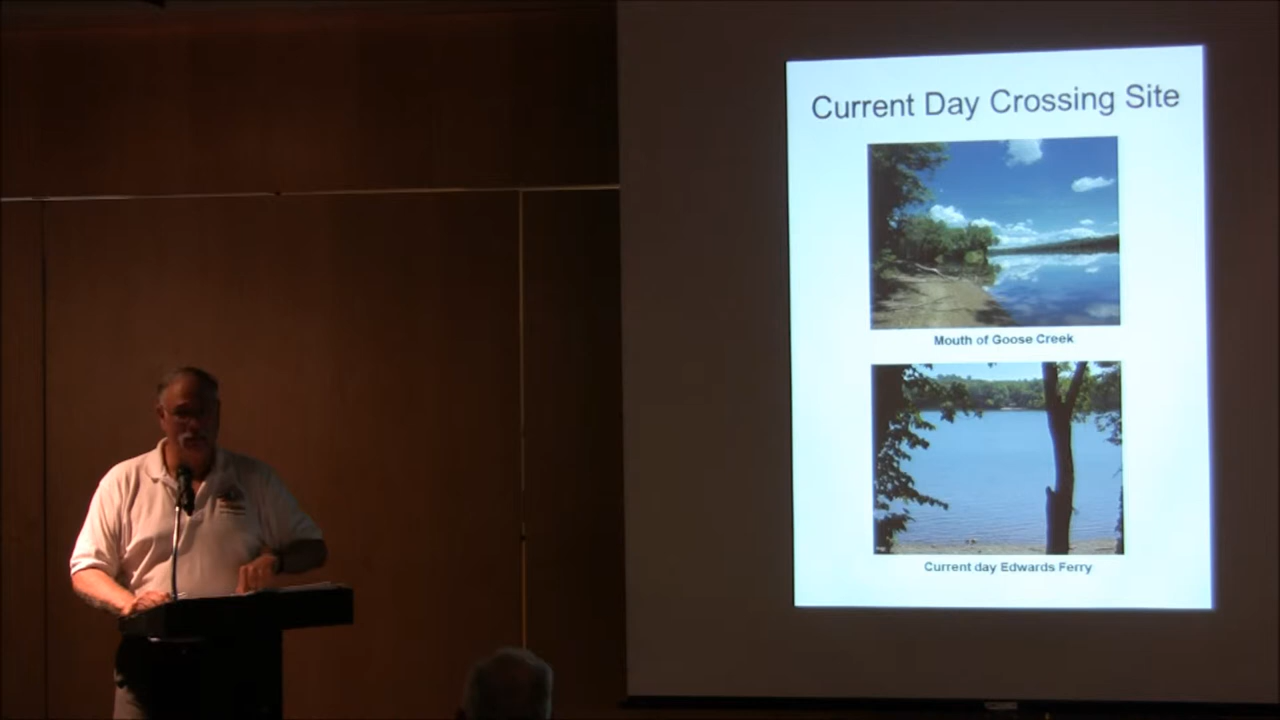 Current Day Crossing Site
Mouth of Goose Creek
Current day Edwards Ferry